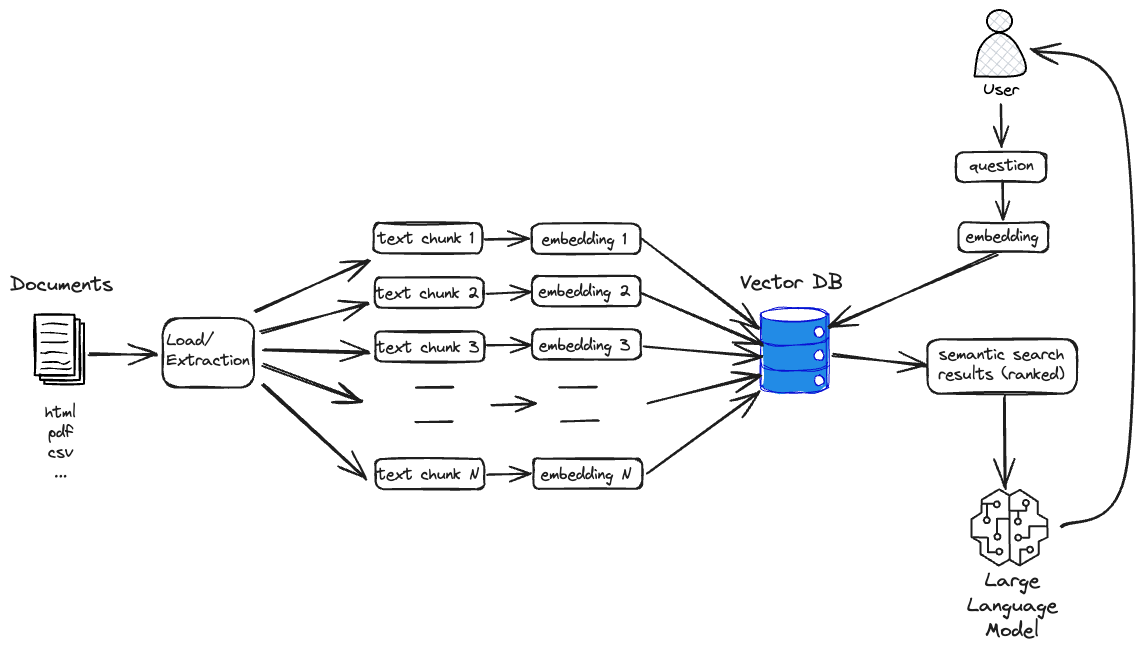 Documents
html
pdf
csv
...
Load/
Extraction
text chunk 1
embedding 1
text chunk 2
embedding 2
text chunk 3
embedding 3
text chunk N
embedding N
Vector DB
User
question
embedding
semantic search
results (ranked)
Large
Language
Model